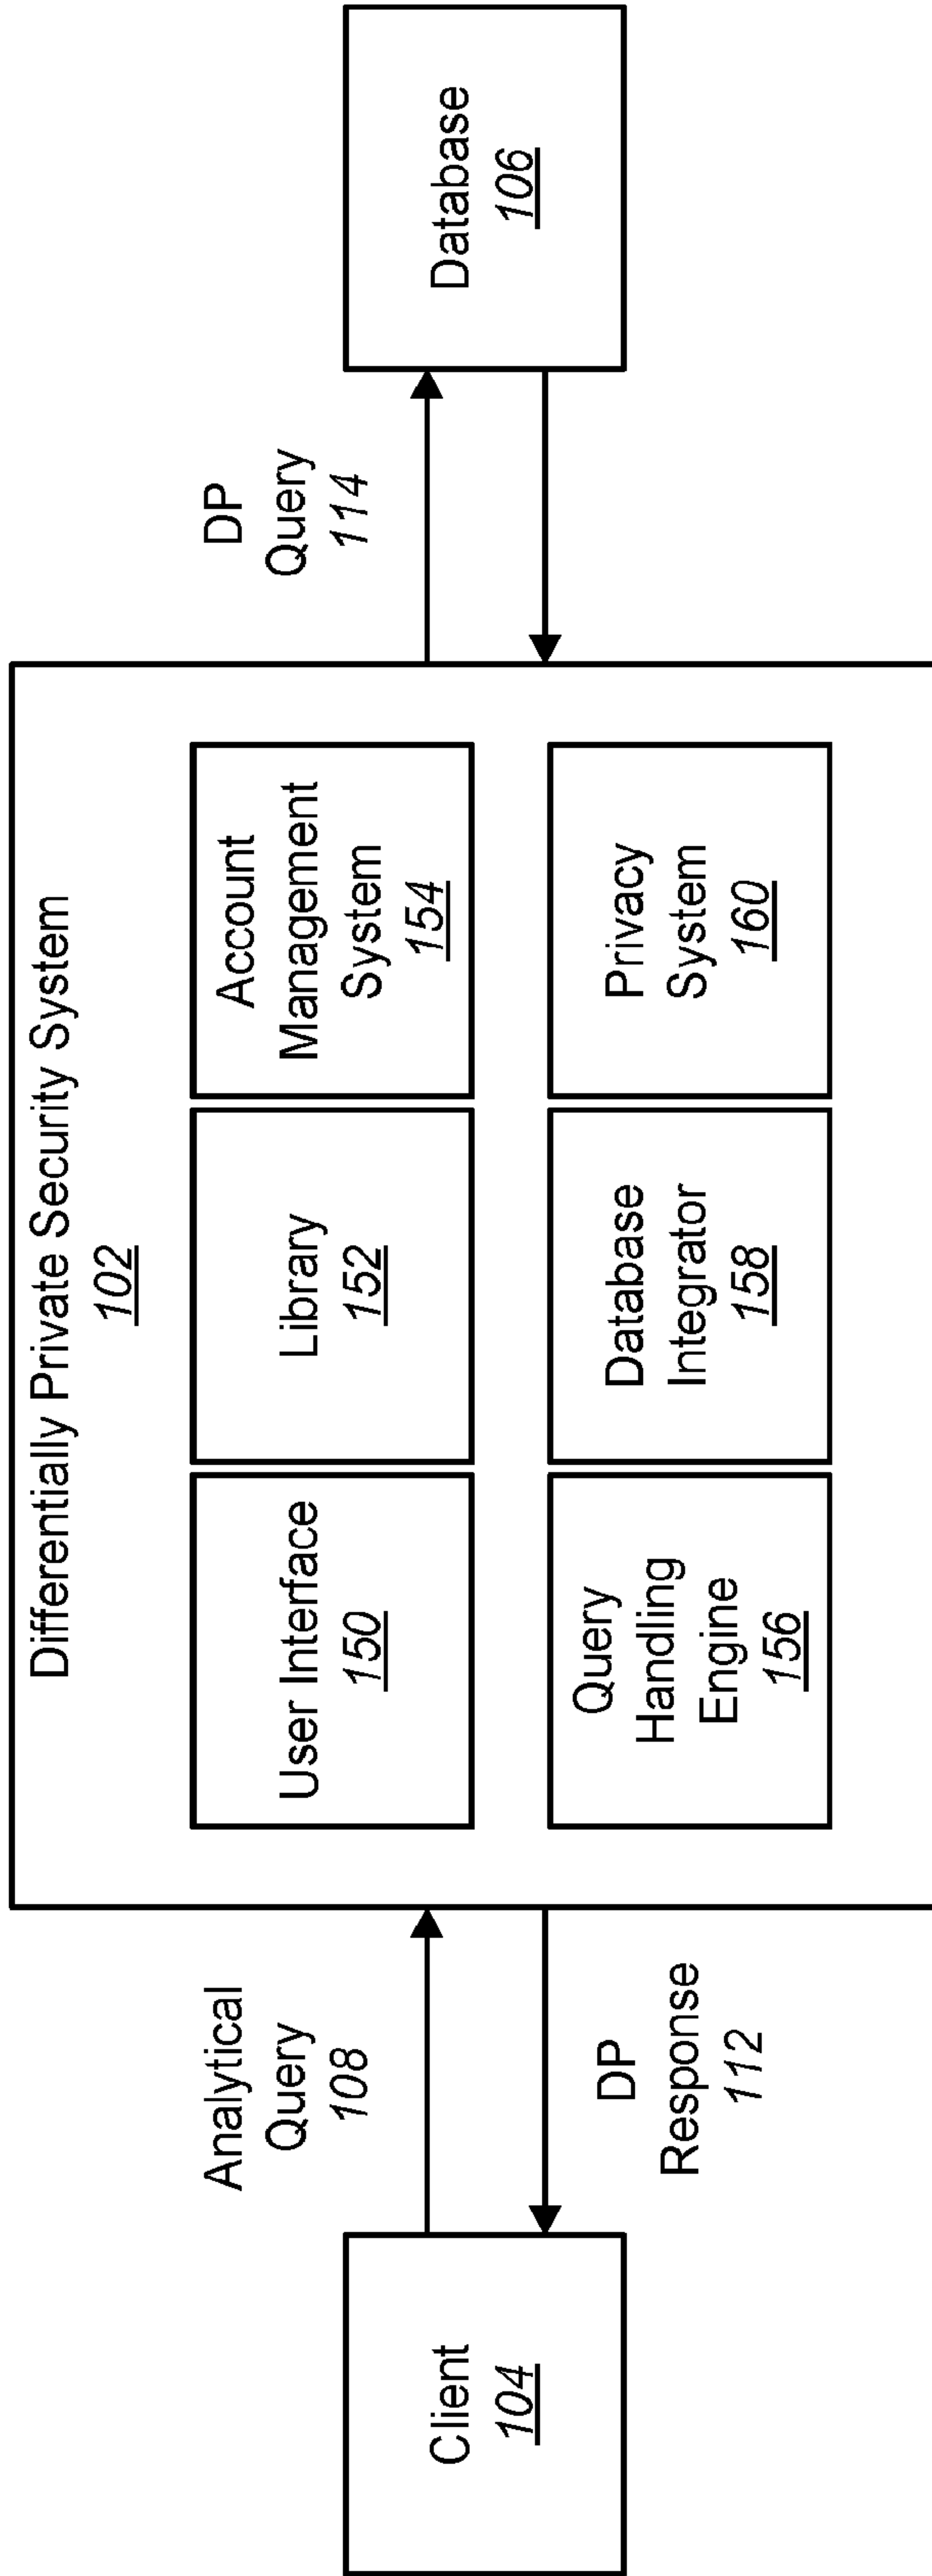 Differentially Private Security System
102
Client
104
Analytical
Query
108
DP
Response
112
User Interface
150
Library
152
Account
Management
System
154
Query
Handling
Engine
156
Database
Integrator
158
Privacy
System
160
DP
Query
114
Database
106